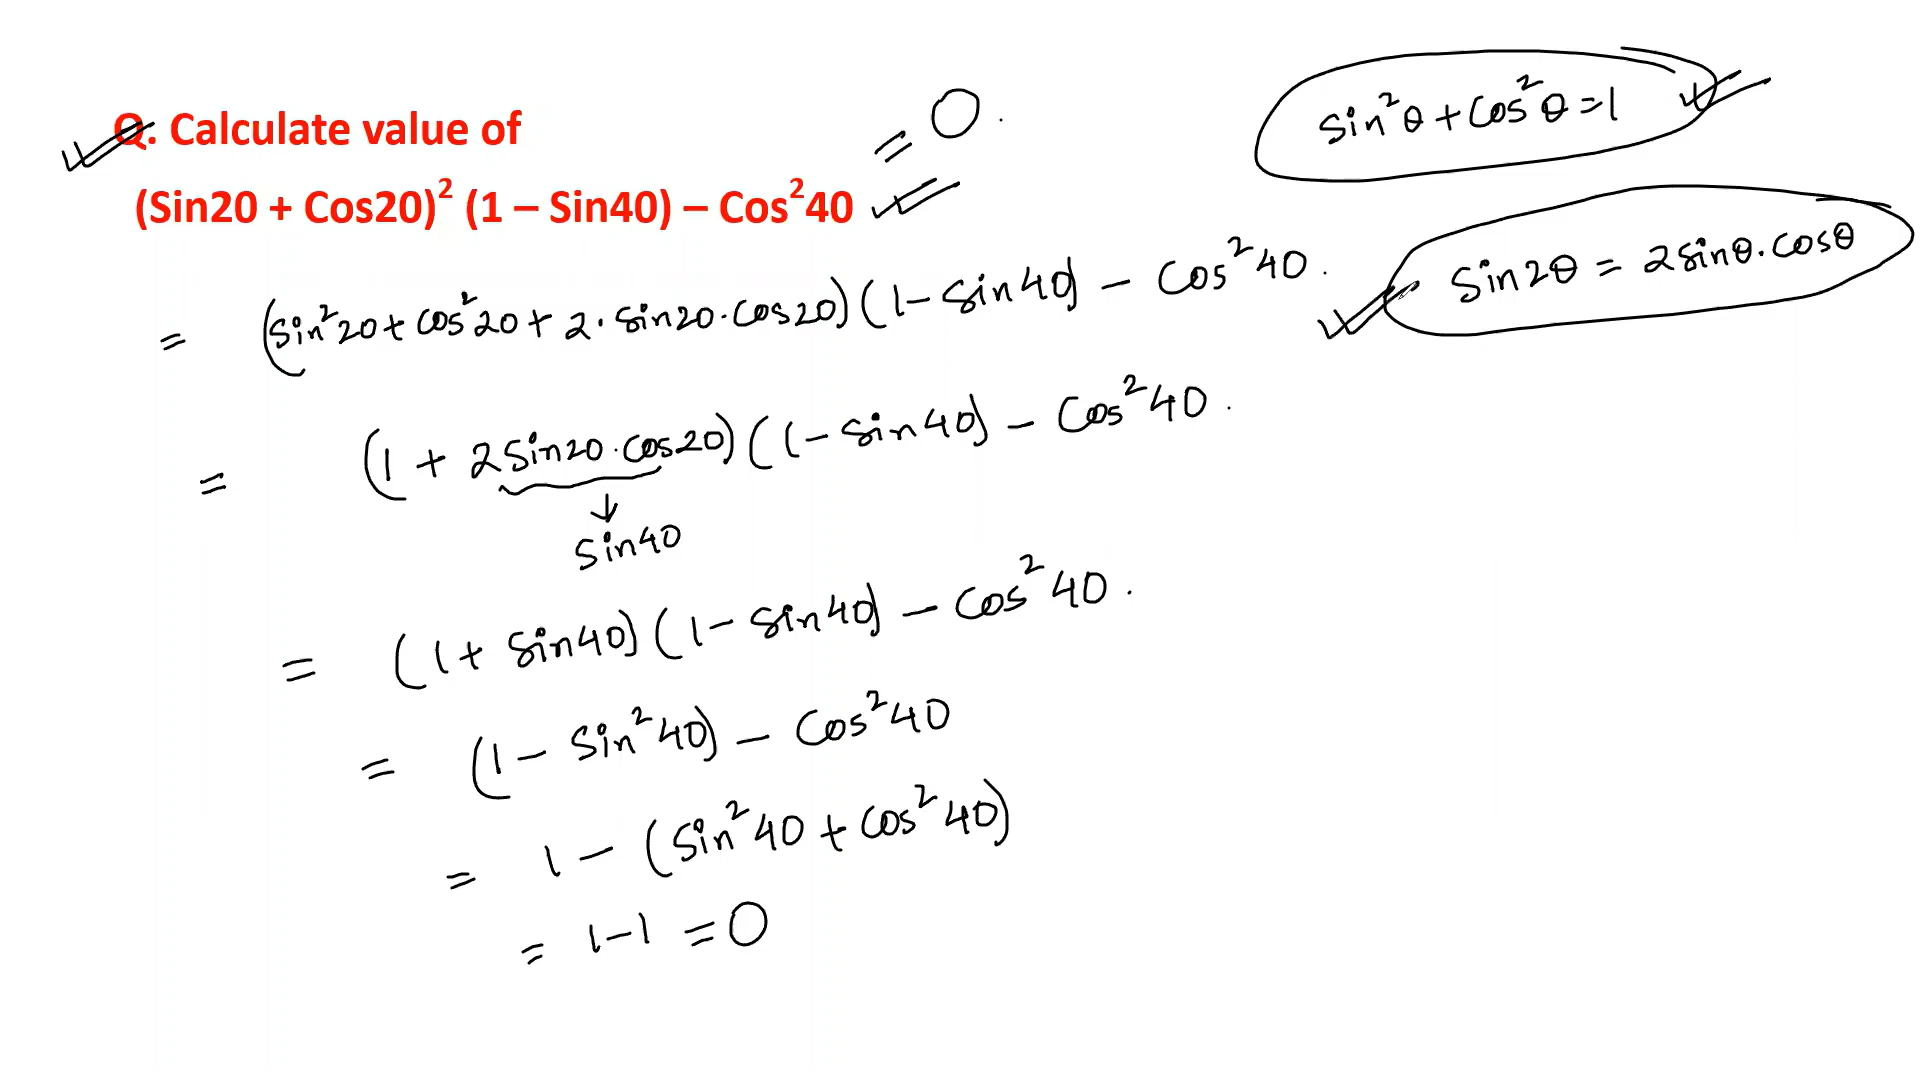 Q. Calculate value of
= 0.
(Sin20 + Cos20)² (1 – Sin40) – Cos²40
sin²θ + cos²θ = 1
sin2θ = 2sinθ.cosθ
= (sin²20 + cos²20 + 2. sin20.cos20) (1 - sin40) - cos²40.
= (1 + 2sin20.cos20) (1 - sin40) - cos²40.
↓
sin40
= (1 + sin40) (1 - sin40) - cos²40.
= (1 - sin²40) - cos²40
= 1 - (sin²40 + cos²40)
= 1 - 1 = 0